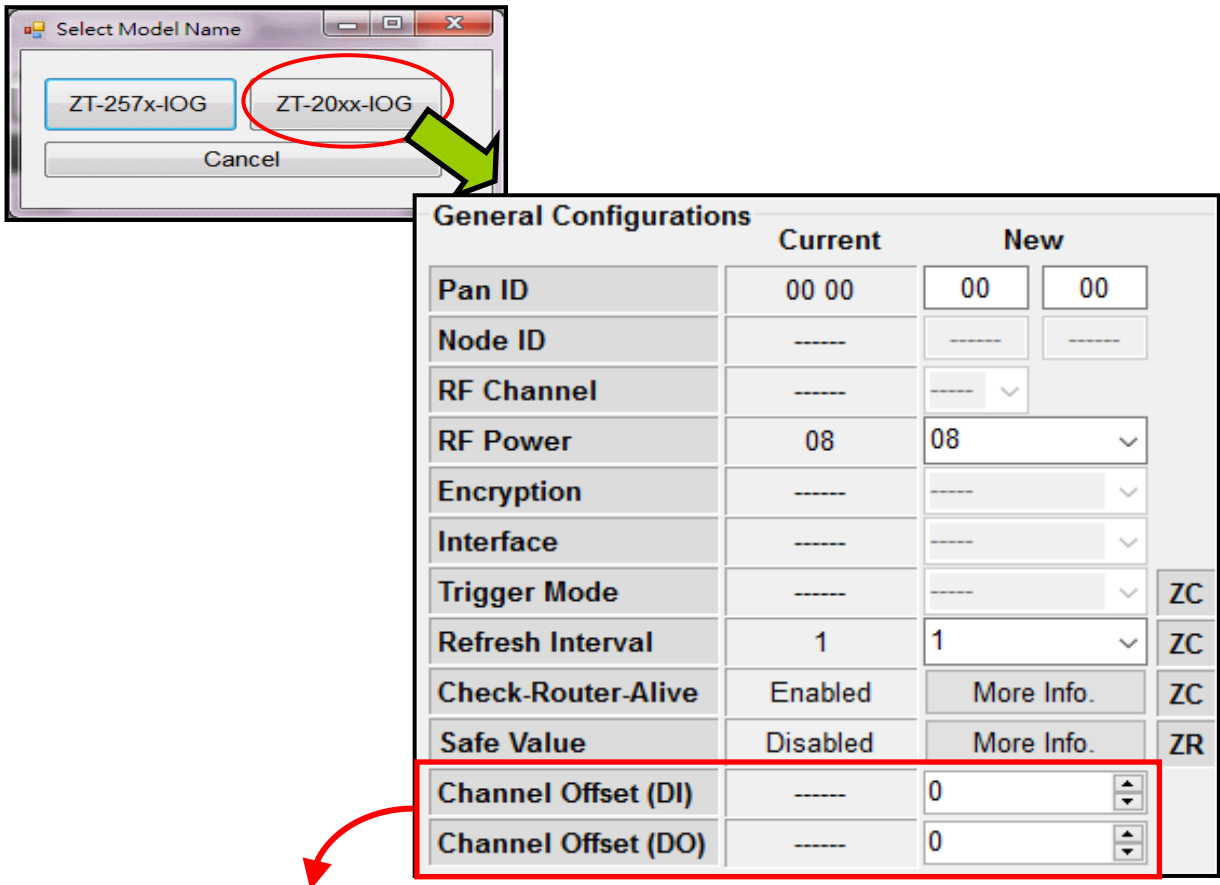 Select Model Name
ZT-257x-IOG ZT-20xx-IOG
Cancel
General Configurations
Current New
Pan ID 00 00 00 00
Node ID ------ ------ ------
RF Channel ------ -----
RF Power 08 08
Encryption ------ -----
Interface ------ -----
Trigger Mode ------ ----- ZC
Refresh Interval 1 1 ZC
Check-Router-Alive Enabled More Info. ZC
Safe Value Disabled More Info. ZR
Channel Offset (DI) ------ 0
Channel Offset (DO) ------ 0